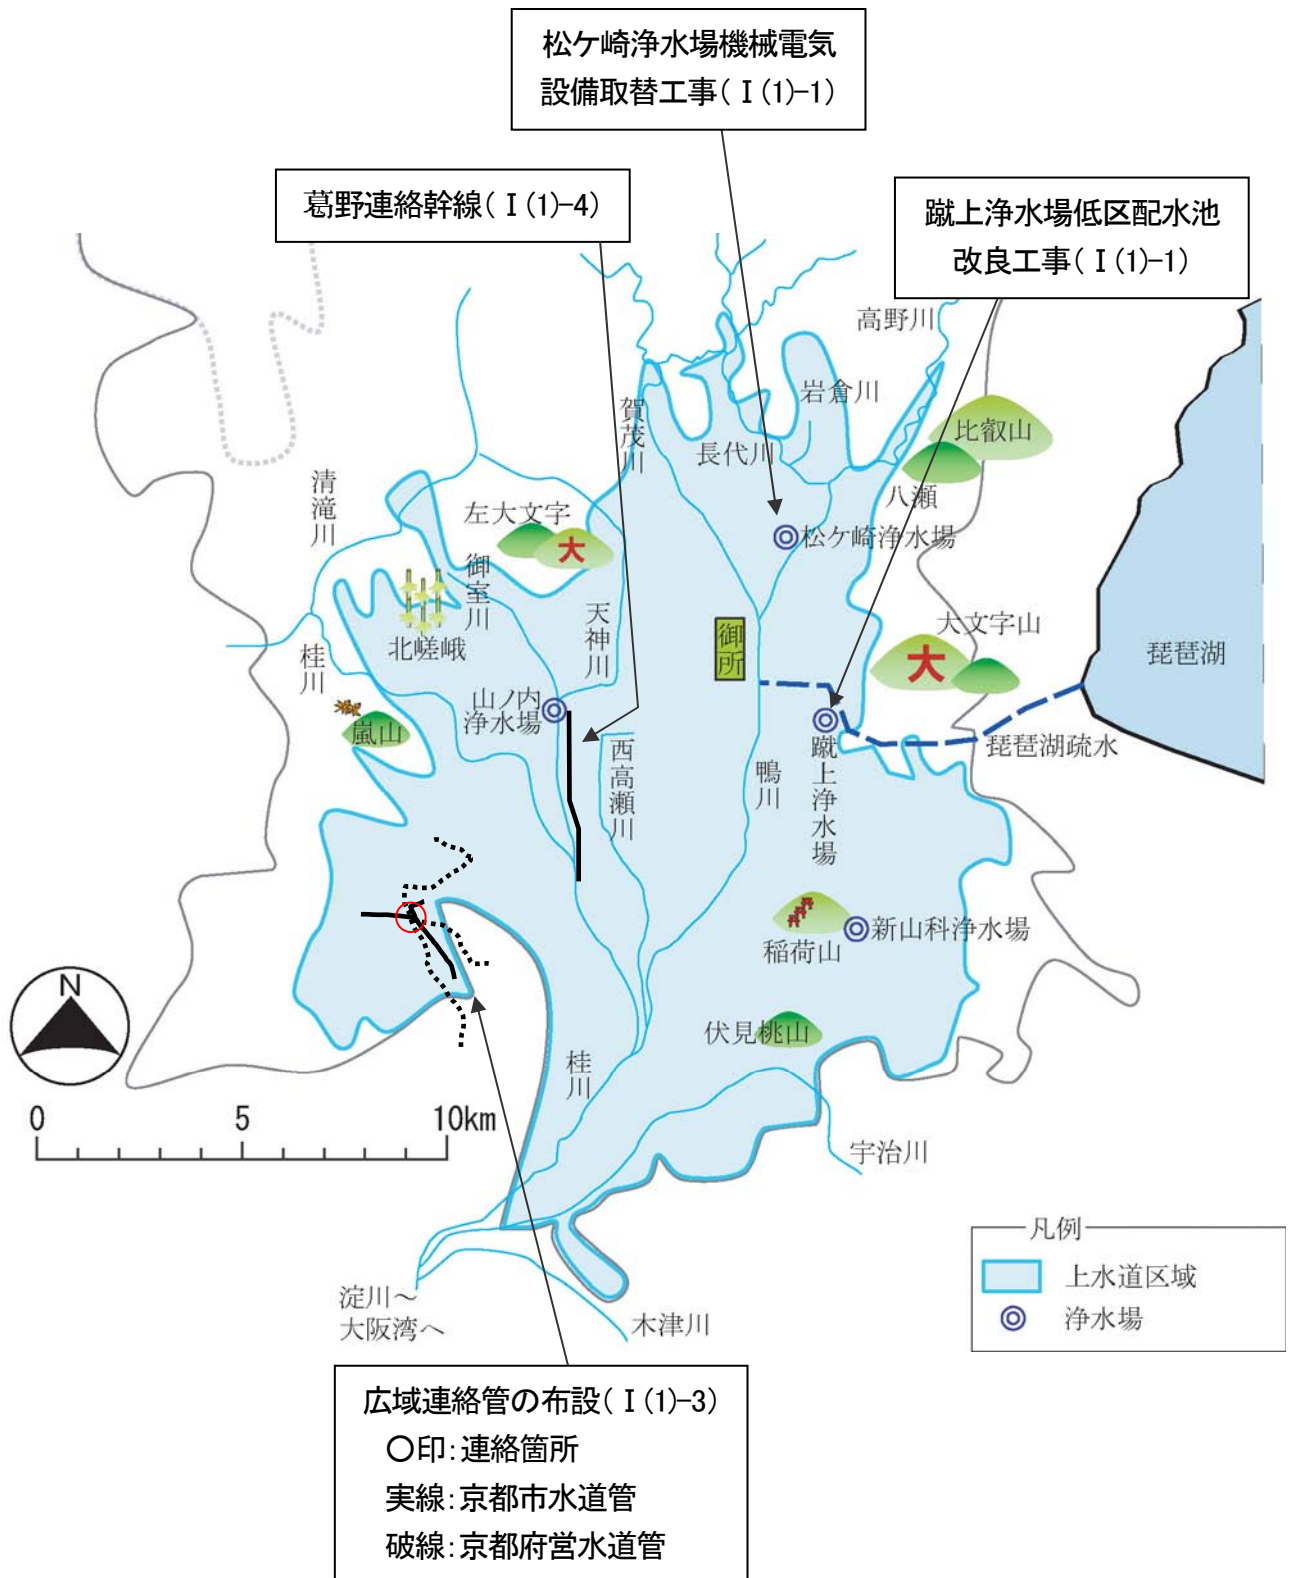 松ケ崎浄水場機械電気
設備取替工事(Ⅰ(1)-1)
葛野連絡幹線(Ⅰ(1)-4)
蹴上浄水場低区配水池
改良工事(Ⅰ(1)-1)
高野川
岩倉川
賀茂川
長代川
比叡山
八瀬
清滝川
左大文字
大
松ケ崎浄水場
御室川
天神川
北嵯峨
桂川
御所
大文字山
大
琵琶湖
山ノ内
浄水場
嵐山
西高瀬川
鴨川
蹴上浄水場
琵琶湖疏水
稲荷山
新山科浄水場
N
伏見桃山
桂川
0 5 10km
宇治川
淀川～
大阪湾へ
木津川
凡例
上水道区域
浄水場
広域連絡管の布設(Ⅰ(1)-3)
○印:連絡箇所
実線:京都市水道管
破線:京都府営水道管